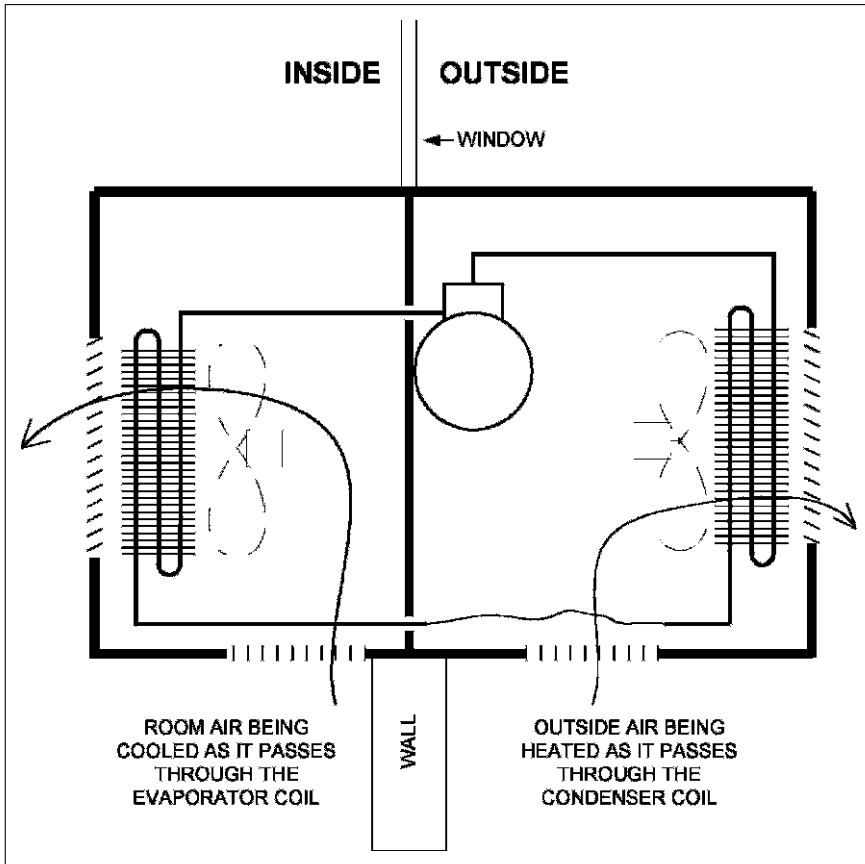 INSIDE
OUTSIDE
WINDOW
ROOM AIR BEING
COOLED AS IT PASSES
THROUGH THE
EVAPORATOR COIL
WALL
OUTSIDE AIR BEING
HEATED AS IT PASSES
THROUGH THE
CONDENSER COIL